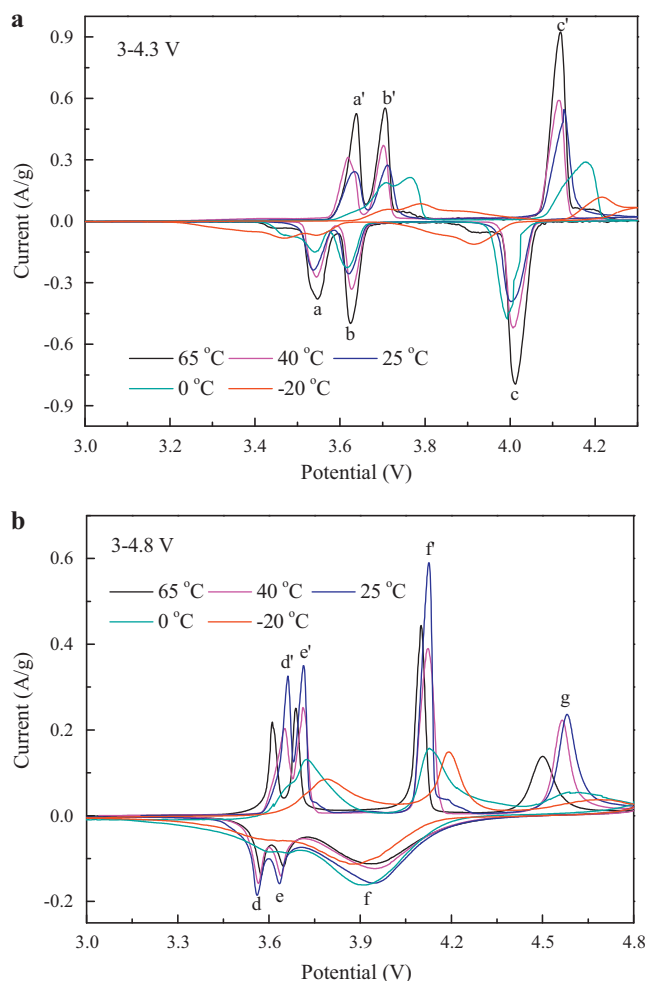 a
3-4.3 V
a'
b'
c'
a
b
c
65 °C
40 °C
25 °C
0 °C
-20 °C
0.9
0.6
0.3
0.0
-0.3
-0.6
-0.9
Current (A/g)
3.0 3.2 3.4 3.6 3.8 4.0 4.2
Potential (V)
b
3-4.8 V
f'
65 °C
40 °C
25 °C
0 °C
-20 °C
d'
e'
g
d
e
f
0.6
0.4
0.2
0.0
-0.2
Current (A/g)
3.0 3.3 3.6 3.9 4.2 4.5 4.8
Potential (V)